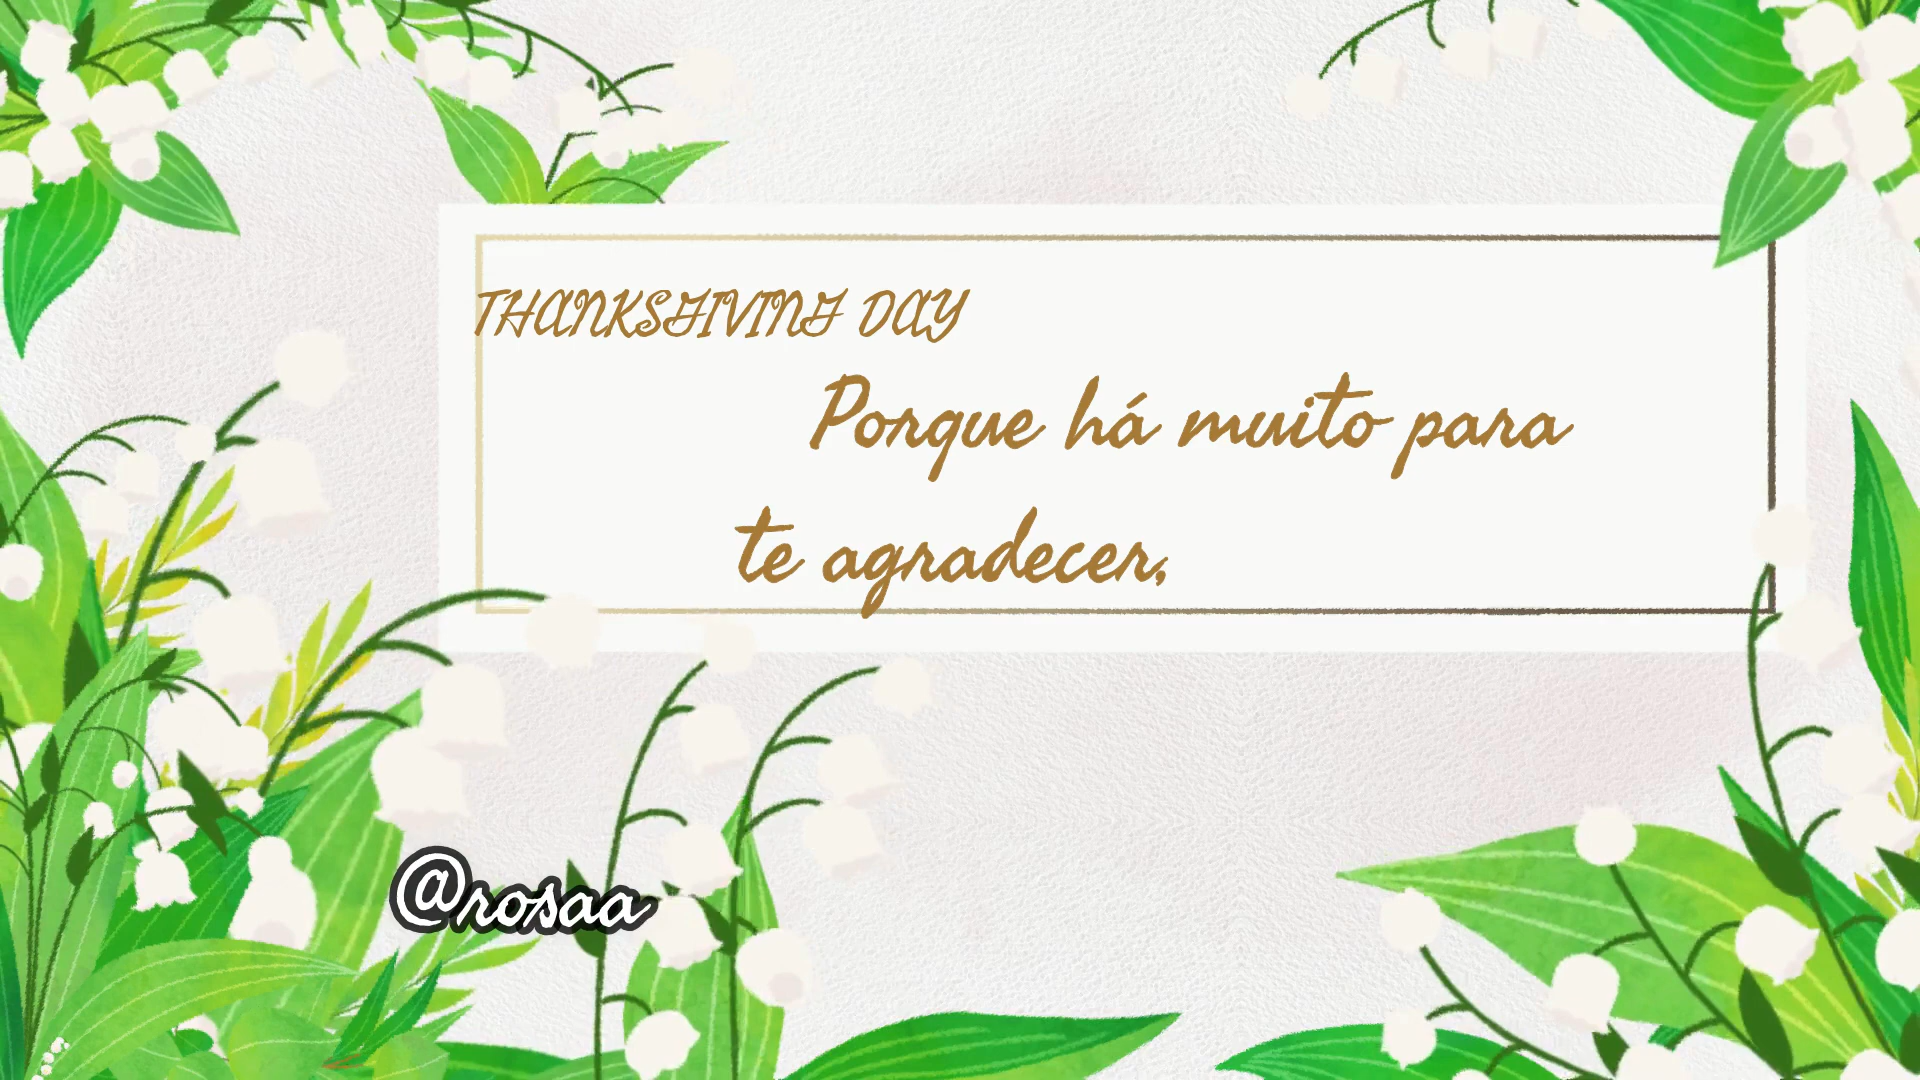 THANKSGIVING DAY
Porque há muito para
te agradecer,
@rosaa